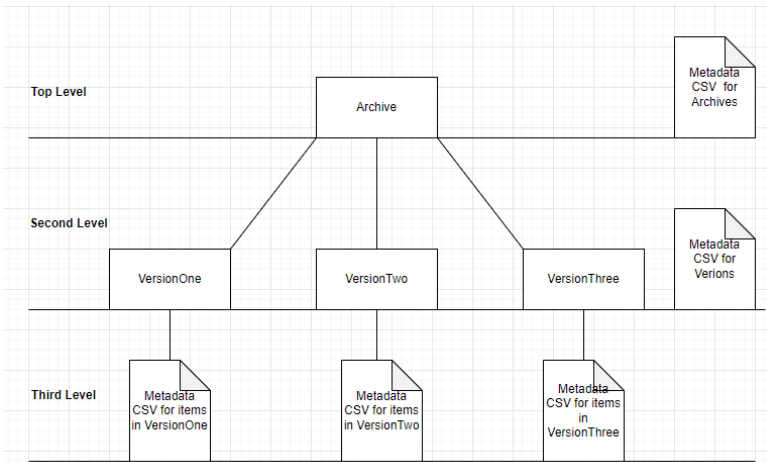 Metadata
CSV for
Archives
Top Level
Archive
Second Level
Metadata
CSV for
Verions
VersionOne
VersionTwo
VersionThree
Third Level
Metadata
CSV for items
in VersionOne
Metadata
CSV for items
in VersionTwo
Metadata
CSV for items
in
VersionThree